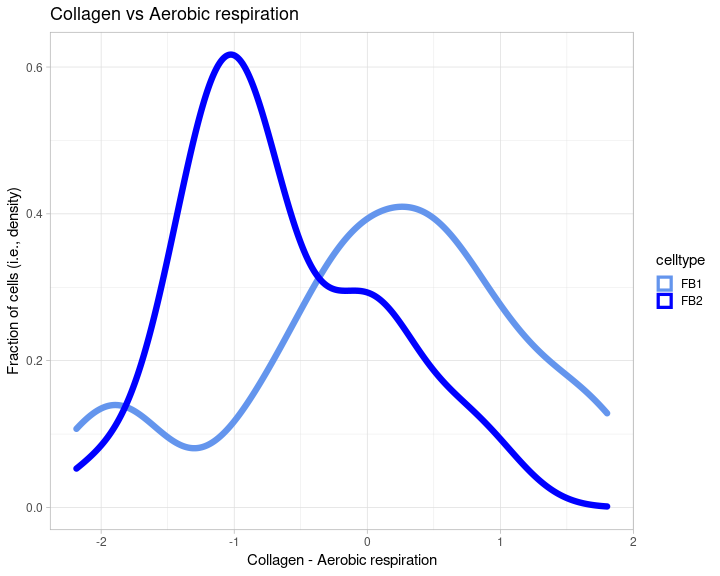 Collagen vs Aerobic respiration
Fraction of cells (i.e., density)
0.6
0.4
0.2
0.0
-2 -1 0 1 2
Collagen - Aerobic respiration
celltype
FB1
FB2